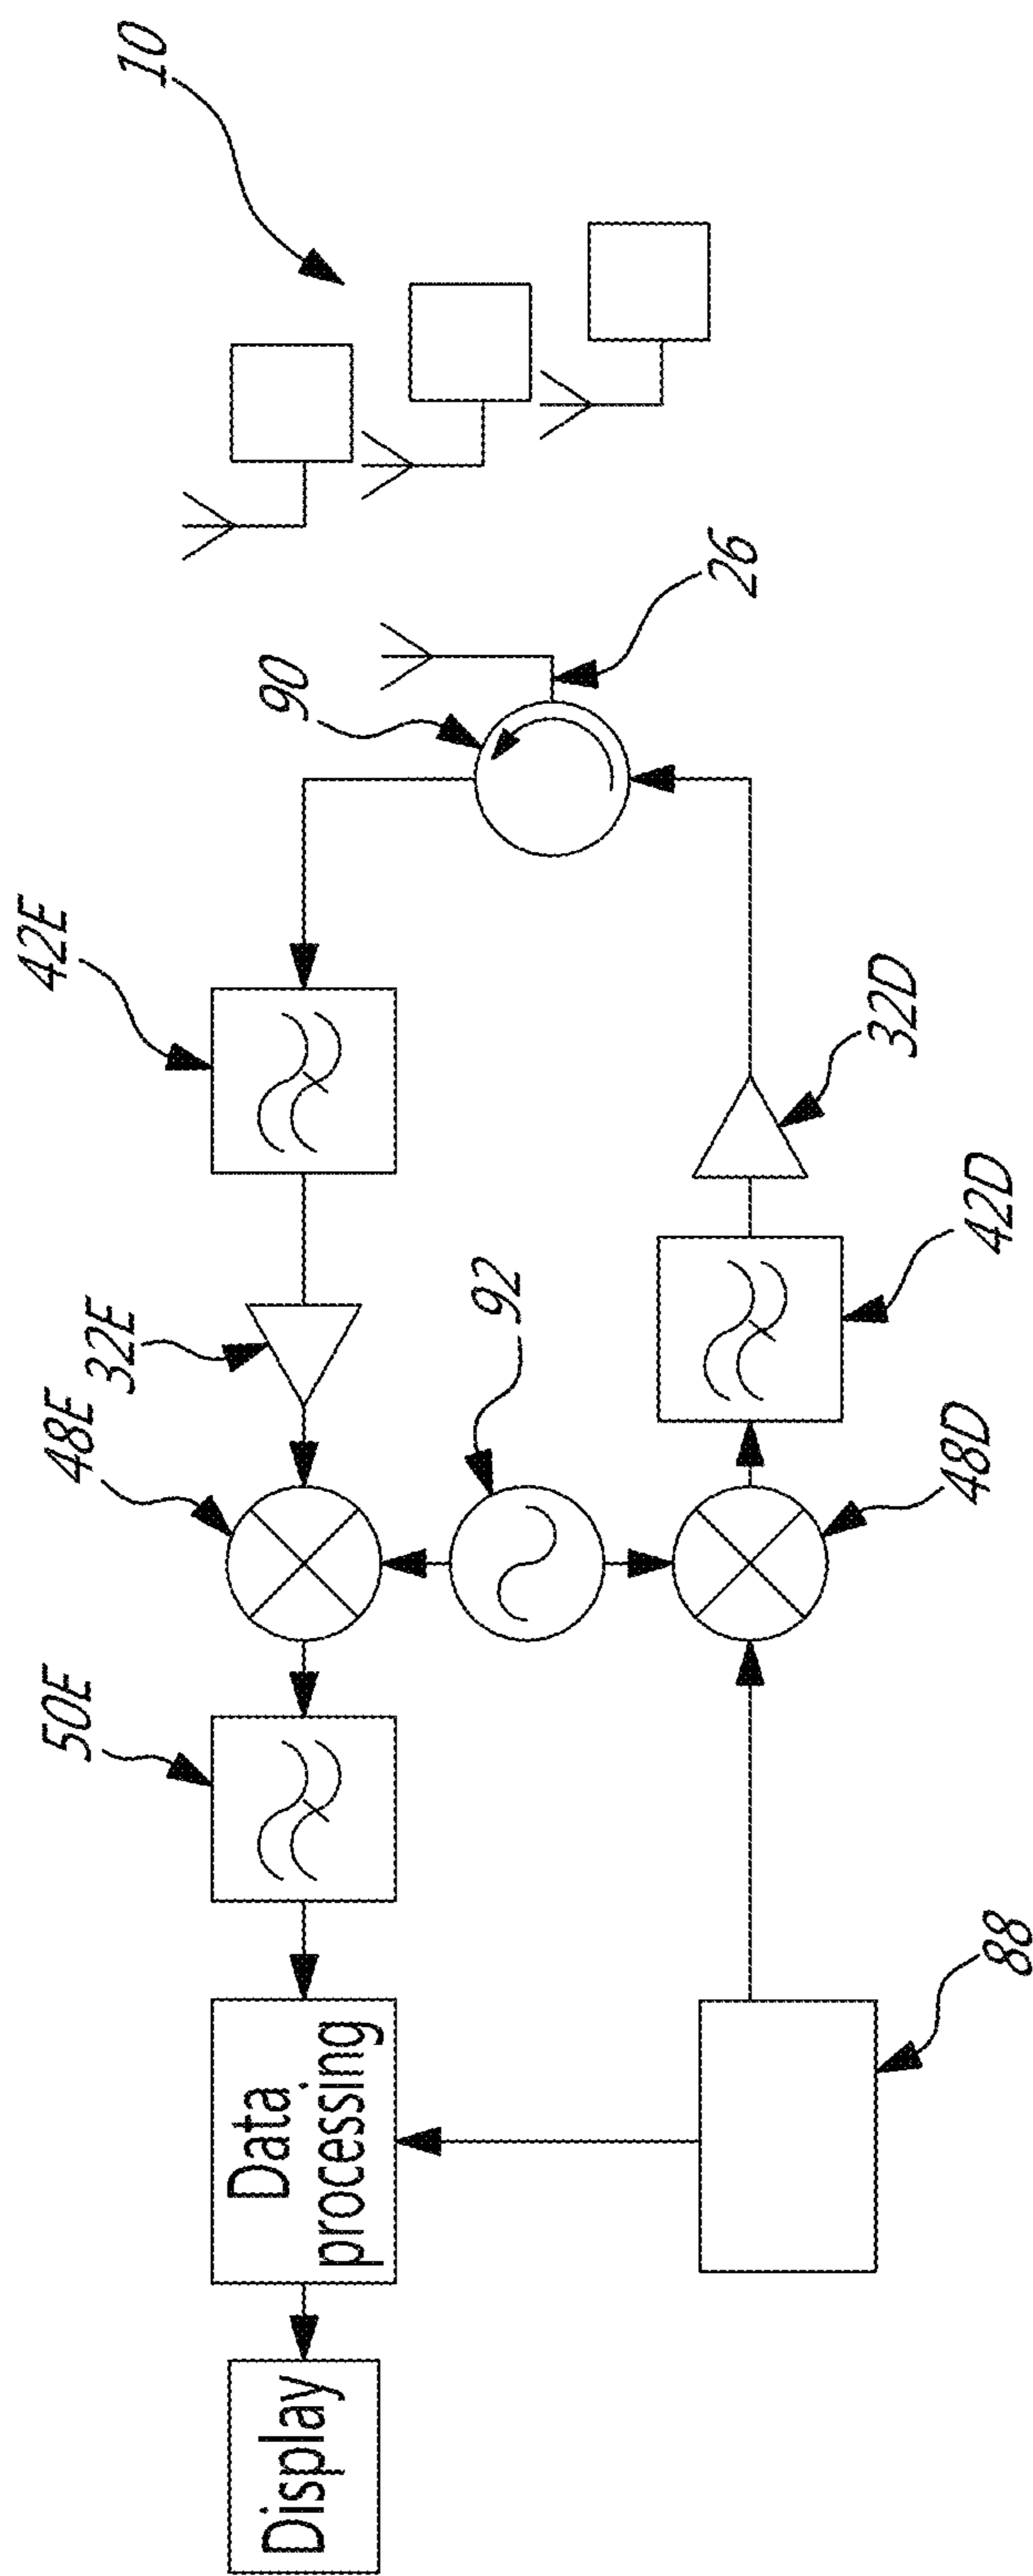 10
90
26
42E
32E
48E
50E
92
32D
42D
48D
88
Data
processing
Display